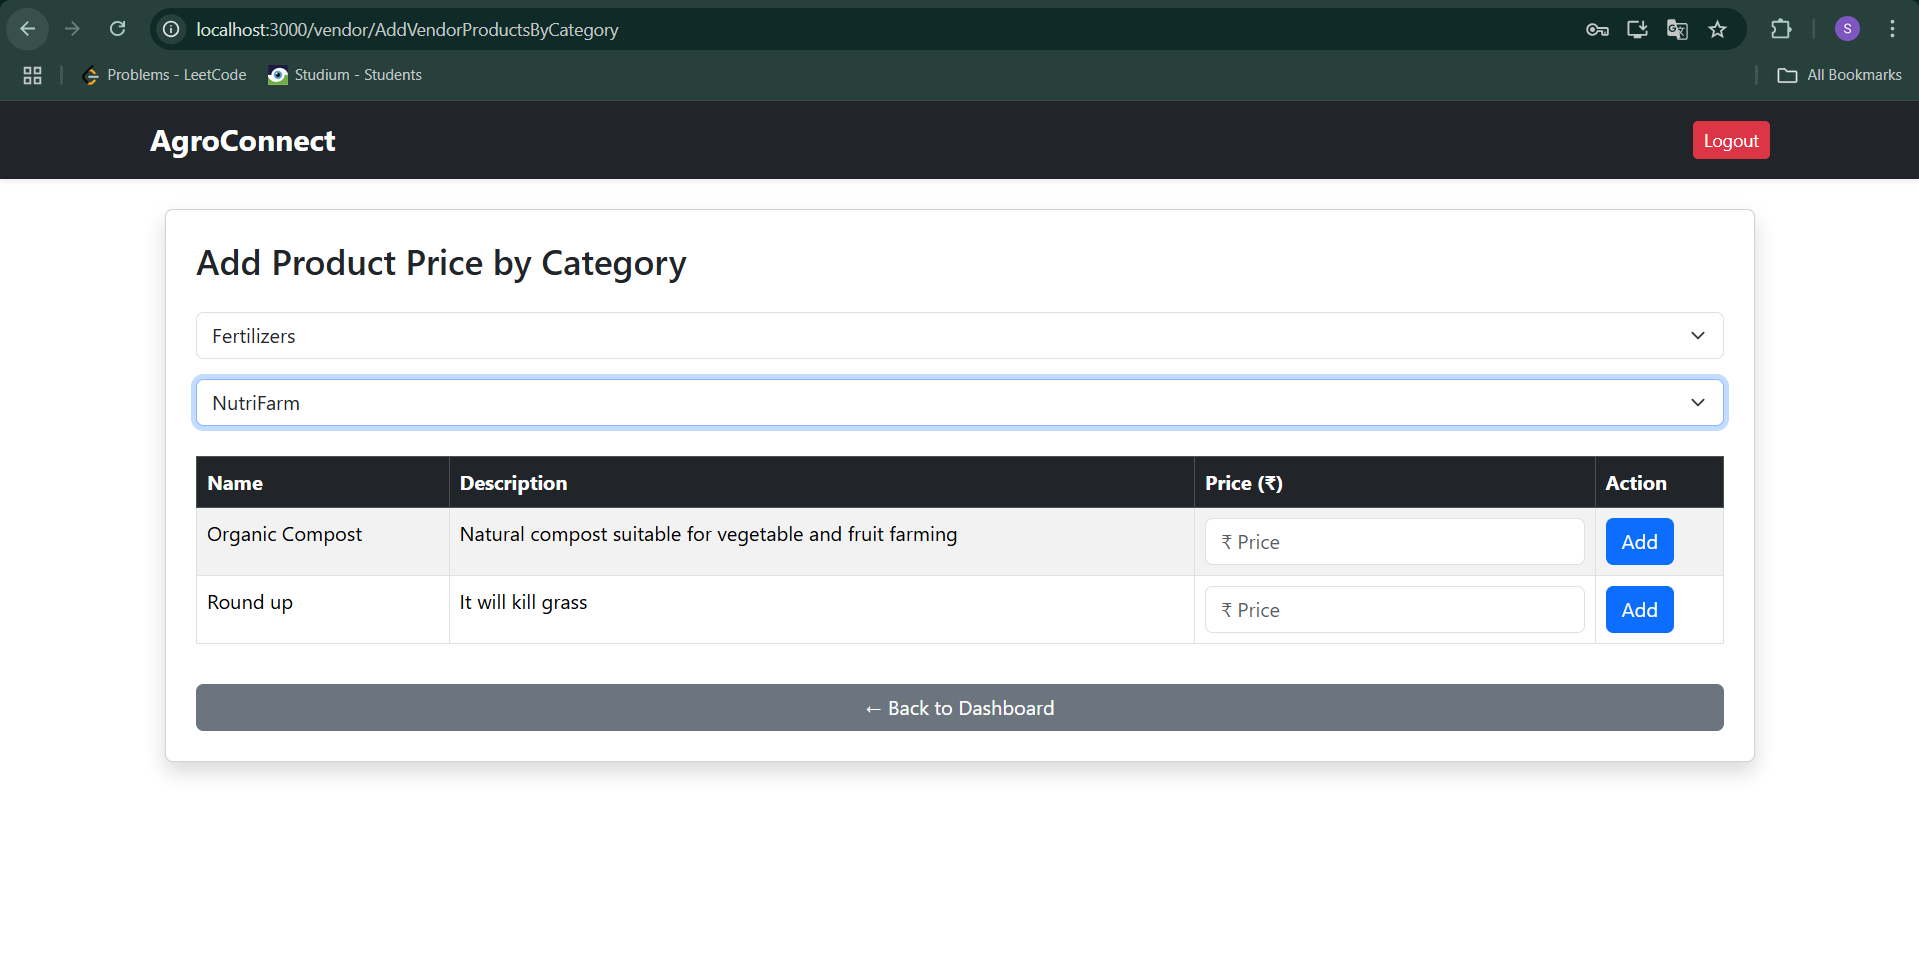 localhost:3000/vendor/AddVendorProductsByCategory
S
Problems - LeetCode Studium - Students All Bookmarks
AgroConnect Logout
Add Product Price by Category
Fertilizers
NutriFarm
Name Description Price (₹) Action
Organic Compost Natural compost suitable for vegetable and fruit farming ₹ Price Add
Round up It will kill grass ₹ Price Add
← Back to Dashboard